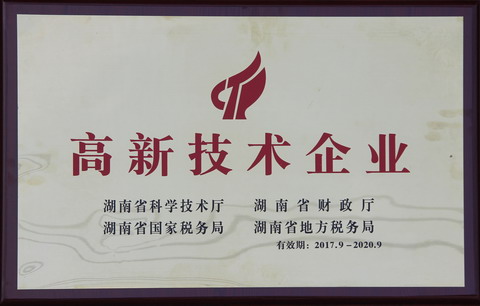 高新技术企业
湖南省科学技术厅 湖南省财政厅
湖南省国家税务局 湖南省地方税务局
有效期：2017.9-2020.9